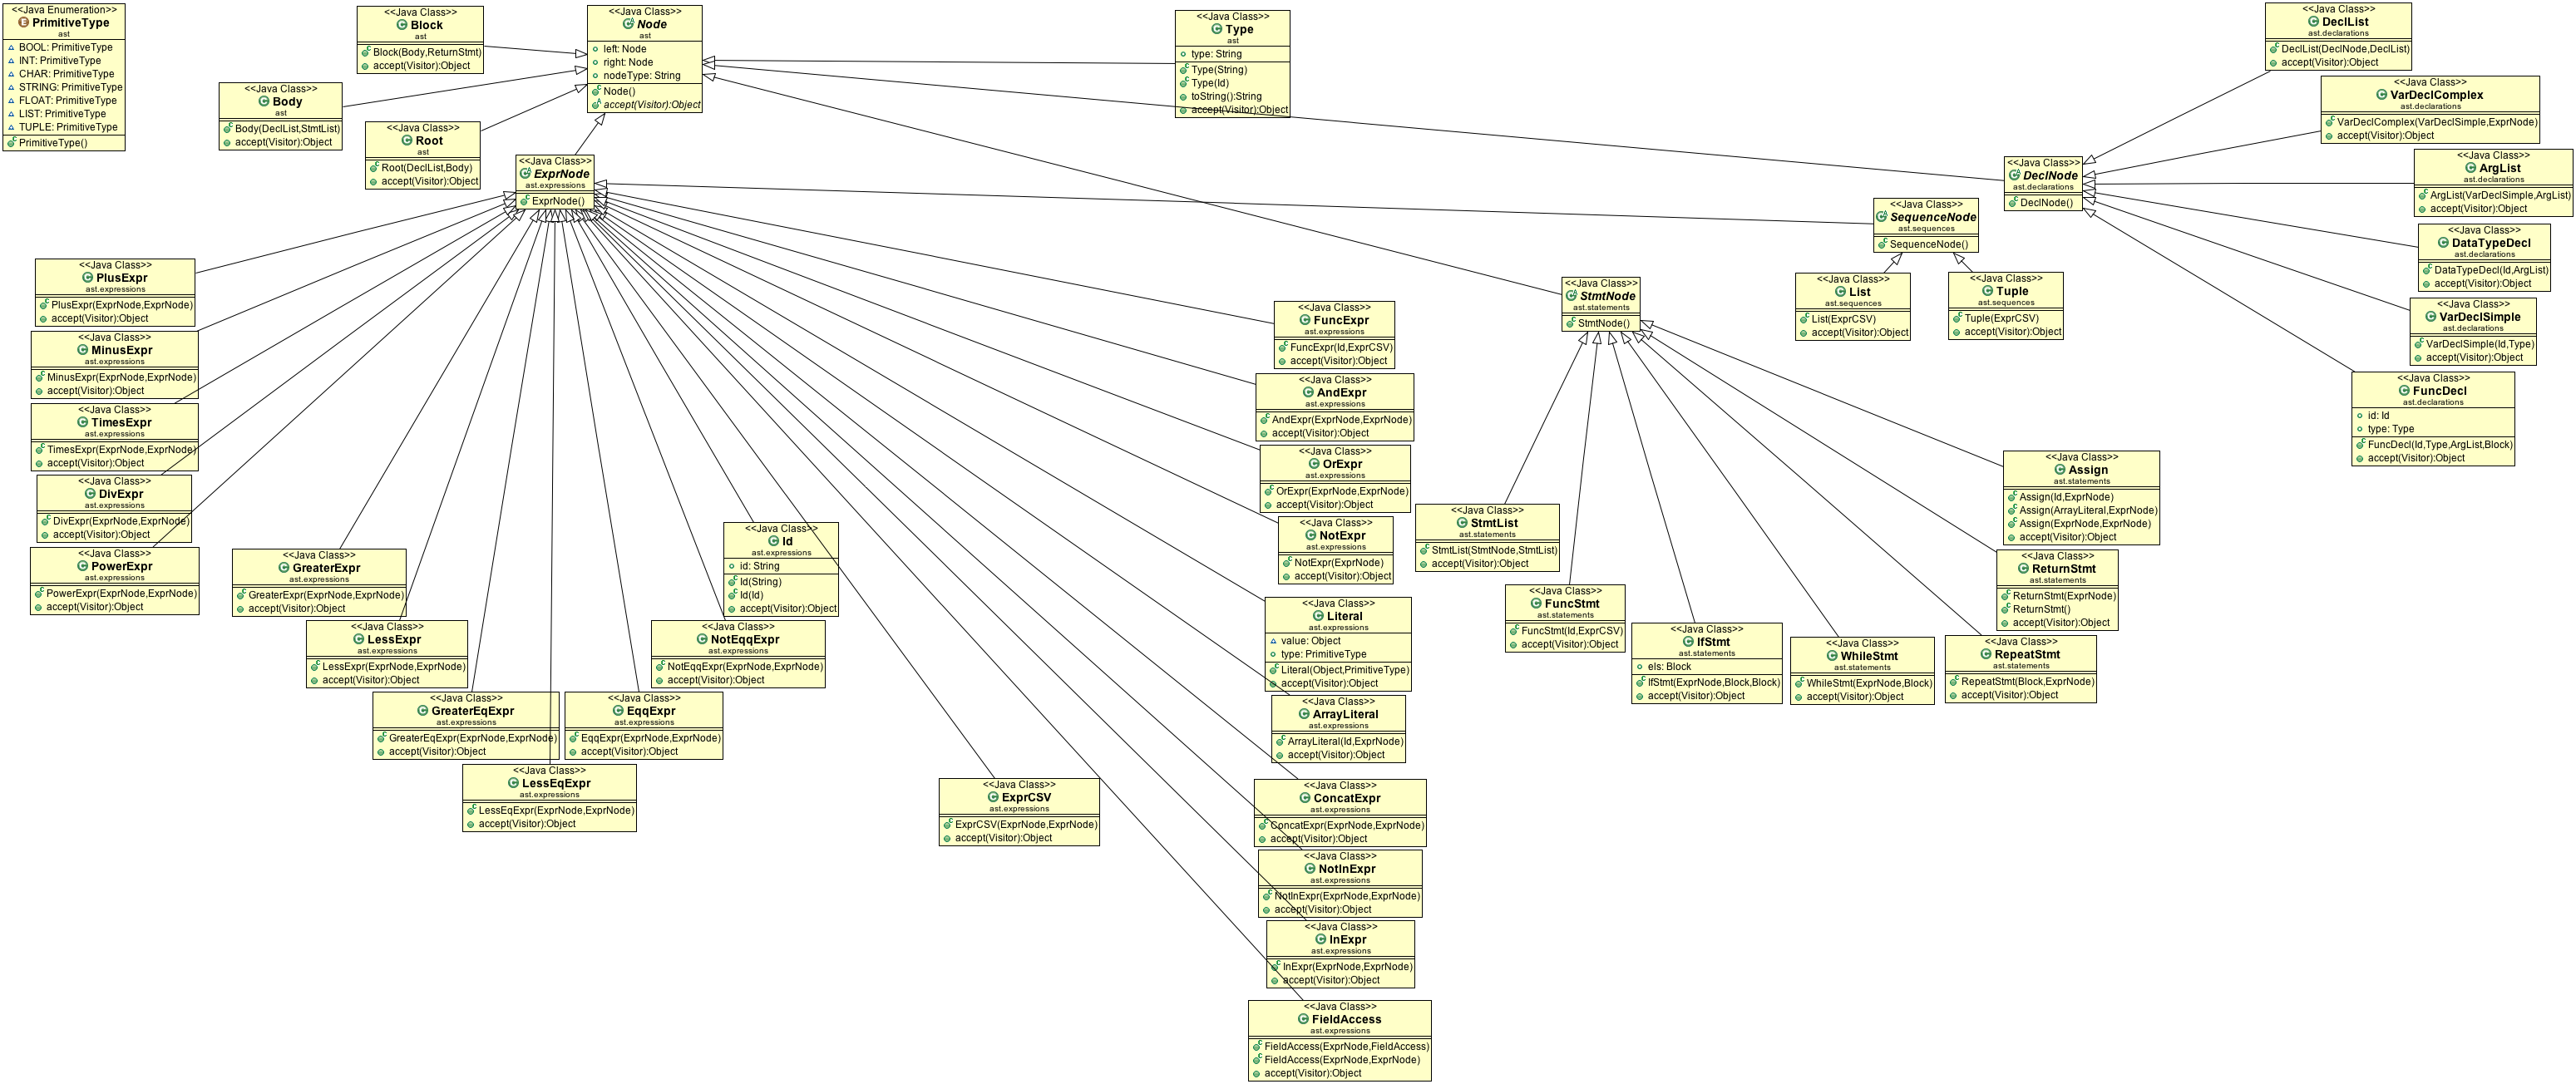 <<Java Enumeration>>
PrimitiveType
ast
BOOL: PrimitiveType
INT: PrimitiveType
CHAR: PrimitiveType
STRING: PrimitiveType
FLOAT: PrimitiveType
LIST: PrimitiveType
TUPLE: PrimitiveType
PrimitiveType()
<<Java Class>>
Block
ast
Block(Body,ReturnStmt)
accept(Visitor):Object
<<Java Class>>
Node
ast
left: Node
right: Node
nodeType: String
Node()
accept(Visitor):Object
<<Java Class>>
Type
ast
type: String
Type(String)
Type(Id)
toString():String
accept(Visitor):Object
<<Java Class>>
DeclList
ast.declarations
DeclList(DeclNode,DeclList)
accept(Visitor):Object
<<Java Class>>
Body
ast
Body(DeclList,StmtList)
accept(Visitor):Object
<<Java Class>>
VarDeclComplex
ast.declarations
VarDeclComplex(VarDeclSimple,ExprNode)
accept(Visitor):Object
<<Java Class>>
Root
ast
Root(DeclList,Body)
accept(Visitor):Object
<<Java Class>>
ExprNode
ast.expressions
ExprNode()
<<Java Class>>
DeclNode
ast.declarations
DeclNode()
<<Java Class>>
ArgList
ast.declarations
ArgList(VarDeclSimple,ArgList)
accept(Visitor):Object
<<Java Class>>
SequenceNode
ast.sequences
SequenceNode()
<<Java Class>>
DataTypeDecl
ast.declarations
DataTypeDecl(Id,ArgList)
accept(Visitor):Object
<<Java Class>>
PlusExpr
ast.expressions
PlusExpr(ExprNode,ExprNode)
accept(Visitor):Object
<<Java Class>>
List
ast.sequences
List(ExprCSV)
accept(Visitor):Object
<<Java Class>>
Tuple
ast.sequences
Tuple(ExprCSV)
accept(Visitor):Object
<<Java Class>>
StmtNode
ast.statements
StmtNode()
<<Java Class>>
VarDeclSimple
ast.declarations
VarDeclSimple(Id,Type)
accept(Visitor):Object
<<Java Class>>
FuncExpr
ast.expressions
FuncExpr(Id,ExprCSV)
accept(Visitor):Object
<<Java Class>>
MinusExpr
ast.expressions
MinusExpr(ExprNode,ExprNode)
accept(Visitor):Object
<<Java Class>>
AndExpr
ast.expressions
AndExpr(ExprNode,ExprNode)
accept(Visitor):Object
<<Java Class>>
FuncDecl
ast.declarations
id: Id
type: Type
FuncDecl(Id,Type,ArgList,Block)
accept(Visitor):Object
<<Java Class>>
TimesExpr
ast.expressions
TimesExpr(ExprNode,ExprNode)
accept(Visitor):Object
<<Java Class>>
OrExpr
ast.expressions
OrExpr(ExprNode,ExprNode)
accept(Visitor):Object
<<Java Class>>
Assign
ast.statements
Assign(Id,ExprNode)
Assign(ArrayLiteral,ExprNode)
Assign(ExprNode,ExprNode)
accept(Visitor):Object
<<Java Class>>
DivExpr
ast.expressions
DivExpr(ExprNode,ExprNode)
accept(Visitor):Object
<<Java Class>>
StmtList
ast.statements
StmtList(StmtNode,StmtList)
accept(Visitor):Object
<<Java Class>>
NotExpr
ast.expressions
NotExpr(ExprNode)
accept(Visitor):Object
<<Java Class>>
Id
ast.expressions
id: String
Id(String)
Id(Id)
accept(Visitor):Object
<<Java Class>>
PowerExpr
ast.expressions
PowerExpr(ExprNode,ExprNode)
accept(Visitor):Object
<<Java Class>>
GreaterExpr
ast.expressions
GreaterExpr(ExprNode,ExprNode)
accept(Visitor):Object
<<Java Class>>
ReturnStmt
ast.statements
ReturnStmt(ExprNode)
ReturnStmt()
accept(Visitor):Object
<<Java Class>>
FuncStmt
ast.statements
FuncStmt(Id,ExprCSV)
accept(Visitor):Object
<<Java Class>>
Literal
ast.expressions
value: Object
type: PrimitiveType
Literal(Object,PrimitiveType)
accept(Visitor):Object
<<Java Class>>
LessExpr
ast.expressions
LessExpr(ExprNode,ExprNode)
accept(Visitor):Object
<<Java Class>>
NotEqqExpr
ast.expressions
NotEqqExpr(ExprNode,ExprNode)
accept(Visitor):Object
<<Java Class>>
IfStmt
ast.statements
els: Block
IfStmt(ExprNode,Block,Block)
accept(Visitor):Object
<<Java Class>>
WhileStmt
ast.statements
WhileStmt(ExprNode,Block)
accept(Visitor):Object
<<Java Class>>
RepeatStmt
ast.statements
RepeatStmt(Block,ExprNode)
accept(Visitor):Object
<<Java Class>>
GreaterEqExpr
ast.expressions
GreaterEqExpr(ExprNode,ExprNode)
accept(Visitor):Object
<<Java Class>>
EqqExpr
ast.expressions
EqqExpr(ExprNode,ExprNode)
accept(Visitor):Object
<<Java Class>>
ArrayLiteral
ast.expressions
ArrayLiteral(Id,ExprNode)
accept(Visitor):Object
<<Java Class>>
LessEqExpr
ast.expressions
LessEqExpr(ExprNode,ExprNode)
accept(Visitor):Object
<<Java Class>>
ExprCSV
ast.expressions
ExprCSV(ExprNode,ExprNode)
accept(Visitor):Object
<<Java Class>>
ConcatExpr
ast.expressions
ConcatExpr(ExprNode,ExprNode)
accept(Visitor):Object
<<Java Class>>
NotInExpr
ast.expressions
NotInExpr(ExprNode,ExprNode)
accept(Visitor):Object
<<Java Class>>
InExpr
ast.expressions
InExpr(ExprNode,ExprNode)
accept(Visitor):Object
<<Java Class>>
FieldAccess
ast.expressions
FieldAccess(ExprNode,FieldAccess)
FieldAccess(ExprNode,ExprNode)
accept(Visitor):Object